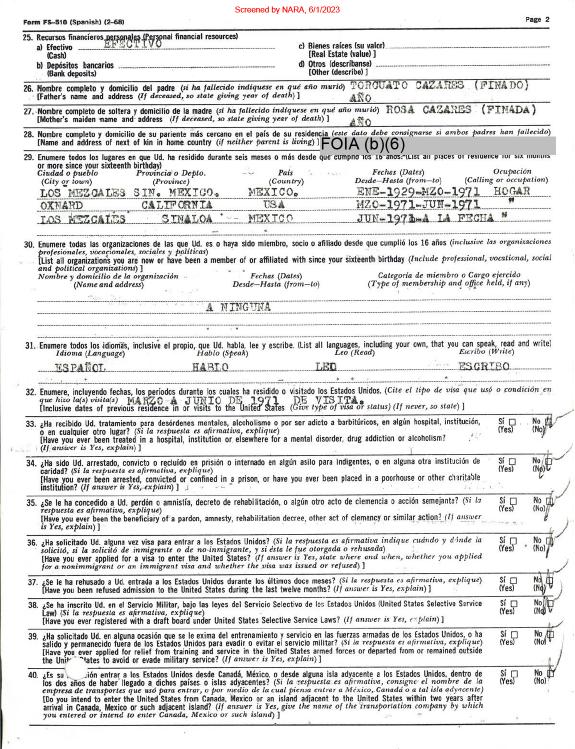 Screened by NARA, 6/1/2023
Form FS-510 (Spanish) (2-68)
Page 2
25. Recursos financieros personales (Personal financial resources)
a) Efectivo EFECTIVO
(Cash)
b) Depósitos bancarios
(Bank deposits)
c) Bienes raíces (su valor)
[Real Estate (value)]
d) Otros (descríbanse)
[Other (describe)]
26. Nombre completo y domicilio del padre (si ha fallecido indíquese en qué año murió) TORCUATO CAZARES (FINADO)
[Father's name and address (If deceased, so state giving year of death)] AÑO
27. Nombre completo de soltera y domicilio de la madre (si ha fallecido indíquese en qué año murió) ROSA CAZARES (FINADA)
[Mother's maiden name and address (If deceased, so state giving year of death)] AÑO
28. Nombre completo y domicilio de su pariente más cercano en el país de su residencia (este dato debe consignarse si ambos padres han fallecido)
[Name and address of next of kin in home country (if neither parent is living)] FOIA (b)(6)
29. Enumere todos los lugares en que Ud. ha residido durante seis meses o más desde que cumplió los 16 años. [List all places of residence for six months
or more since your sixteenth birthday)
Ciudad o pueblo Provincia o Depto. País Fechas (Dates) Ocupación
(City or town) (Province) (Country) Desde-Hasta (from-to) (Calling or occupation)
LOS MEZCALES SIN. MEXICO. MEXICO. ENE-1929-MZO-1971 HOGAR
OXNARD CALIFORNIA USA MZO-1971-JUN-1971 "
LOS MEZCALES SINALOA MEXICO JUN-1971-A LA FECHA "
30. Enumere todas las organizaciones de las que Ud. es o haya sido miembro, socio o afiliado desde que cumplió los 16 años (inclusive las organizaciones
profesionales, vocacionales, sociales y políticas)
[List all organizations you are now or have been a member of or affiliated with since your sixteenth birthday (Include professional, vocational, social
and political organizations)]
Nombre y domicilio de la organización Fechas (Dates) Categoría de miembro o Cargo ejercido
(Name and address) Desde-Hasta (from-to) (Type of membership and office held, if any)
A NINGUNA
31. Enumere todos los idiomas, inclusive el propio, que Ud. habla, lee y escribe. (List all languages, including your own, that you can speak, read and write)
Idioma (Language) Hablo (Speak) Leo (Read) Escribo (Write)
ESPAÑOL HABLO LEO ESCRIBO
32. Enumere, incluyendo fechas, los períodos durante los cuales ha residido o visitado los Estados Unidos. (Cite el tipo de visa que usó o condición en
que hizo la(s) visita(s)) MARZO A JUNIO DE 1971 DE VISITA.
[Inclusive dates of previous residence in or visits to the United States (Give type of visa or status) (If never, so state)]
33. ¿Ha recibido Ud. tratamiento para desórdenes mentales, alcoholismo o por ser adicto a barbitúricos, en algún hospital, institución,
o en cualquier otro lugar? (Si la respuesta es afirmativa, explique)
[Have you ever been treated in a hospital, institution or elsewhere for a mental disorder, drug addiction or alcoholism?
(If answer is Yes, explain)]
Sí No
(Yes) (No)
34. ¿Ha sido Ud. arrestado, convicto o recluido en prisión o internado en algún asilo para indigentes, o en alguna otra institución de
caridad? (Si la respuesta es afirmativa, explique)
[Have you ever been arrested, convicted or confined in a prison, or have you ever been placed in a poorhouse or other charitable
institution? (If answer is Yes, explain)]
Sí No
(Yes) (No)
35. ¿Se le ha concedido a Ud. perdón o amnistía, decreto de rehabilitación, o algún otro acto de clemencia o acción semejante? (Si la
respuesta es afirmativa, explique)
[Have you ever been the beneficiary of a pardon, amnesty, rehabilitation decree, other act of clemency or similar action? (If answer
is Yes, explain)]
Sí No
(Yes) (No)
36. ¿Ha solicitado Ud. alguna vez visa para entrar a los Estados Unidos? (Si la respuesta es afirmativa indique cuándo y dónde la
solicitó, si la solicitó de inmigrante o de no-inmigrante, y si ésta le fue otorgada o rehusada)
[Have you ever applied for a visa to enter the United States? (If answer is Yes, state where and when, whether you applied
for a nonimmigrant or an immigrant visa and whether the visa was issued or refused)]
Sí No
(Yes) (No)
37. ¿Se le ha rehusado a Ud. entrada a los Estados Unidos durante los últimos doce meses? (Si la respuesta es afirmativa, explique)
[Have you been refused admission to the United States during the last twelve months? (If answer is Yes, explain)]
Sí No
(Yes) (No)
38. ¿Se ha inscrito Ud. en el Servicio Militar, bajo las leyes del Servicio Selectivo de los Estados Unidos (United States Selective Service
Law) (Si la respuesta es afirmativa, explique)
[Have you ever registered with a draft board under United States Selective Service Laws? (If answer is Yes, explain)]
Sí No
(Yes) (No)
39. ¿Ha solicitado Ud. en alguna ocasión que se le exima del entrenamiento y servicio en las fuerzas armadas de los Estados Unidos, o ha
salido y permanecido fuera de los Estados Unidos para evadir o evitar el servicio militar? (Si la respuesta es afirmativa, explique)
[Have you ever applied for relief from training and service in the United States armed forces or departed from or remained outside
the Unit tates to avoid or evade military service? (If answer is Yes, explain)]
Sí No
(Yes) (No)
40. ¿Es su ención entrar a los Estados Unidos desde Canadá, México, o desde alguna isla adyacente a los Estados Unidos, dentro de
los dos años de haber llegado a dichos países o islas adyacentes? (Si la respuesta es afirmativa, consigne el nombre de la
empresa de transportes que usó para entrar, o por medio de la cual piensa entrar a México, Canadá o a tal isla adyacente)
[Do you intend to enter the United States from Canada, Mexico or an island adjacent to the United States within two years after
arrival in Canada, Mexico or such adjacent island? (If answer is Yes, give the name of the transportation company by which
you entered or intend to enter Canada, Mexico or such island)]
Sí No
(Yes) (No)